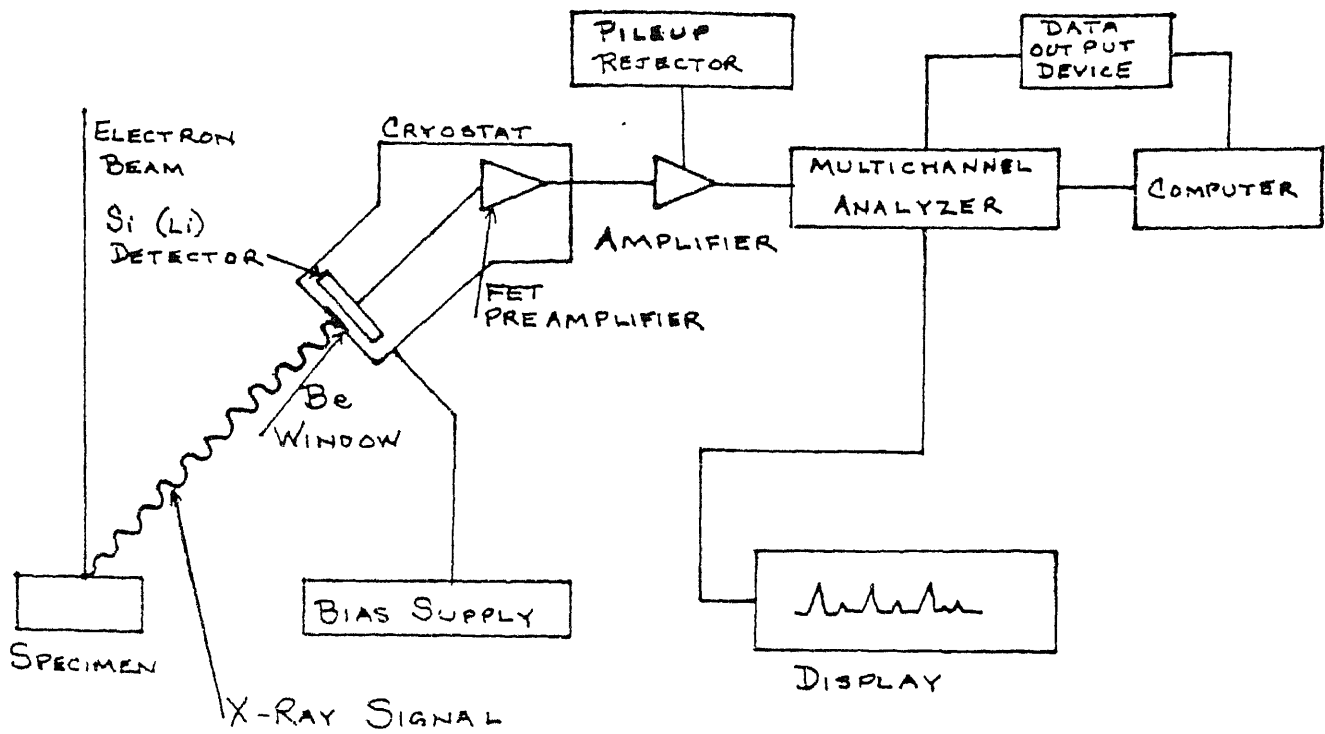 PILEUP
REJECTOR
DATA
OUTPUT
DEVICE
ELECTRON
BEAM
CRYOSTAT
MULTICHANNEL
ANALYZER
COMPUTER
Si (Li)
DETECTOR
AMPLIFIER
FET
PREAMPLIFIER
Be
WINDOW
BIAS SUPPLY
SPECIMEN
DISPLAY
X-RAY SIGNAL